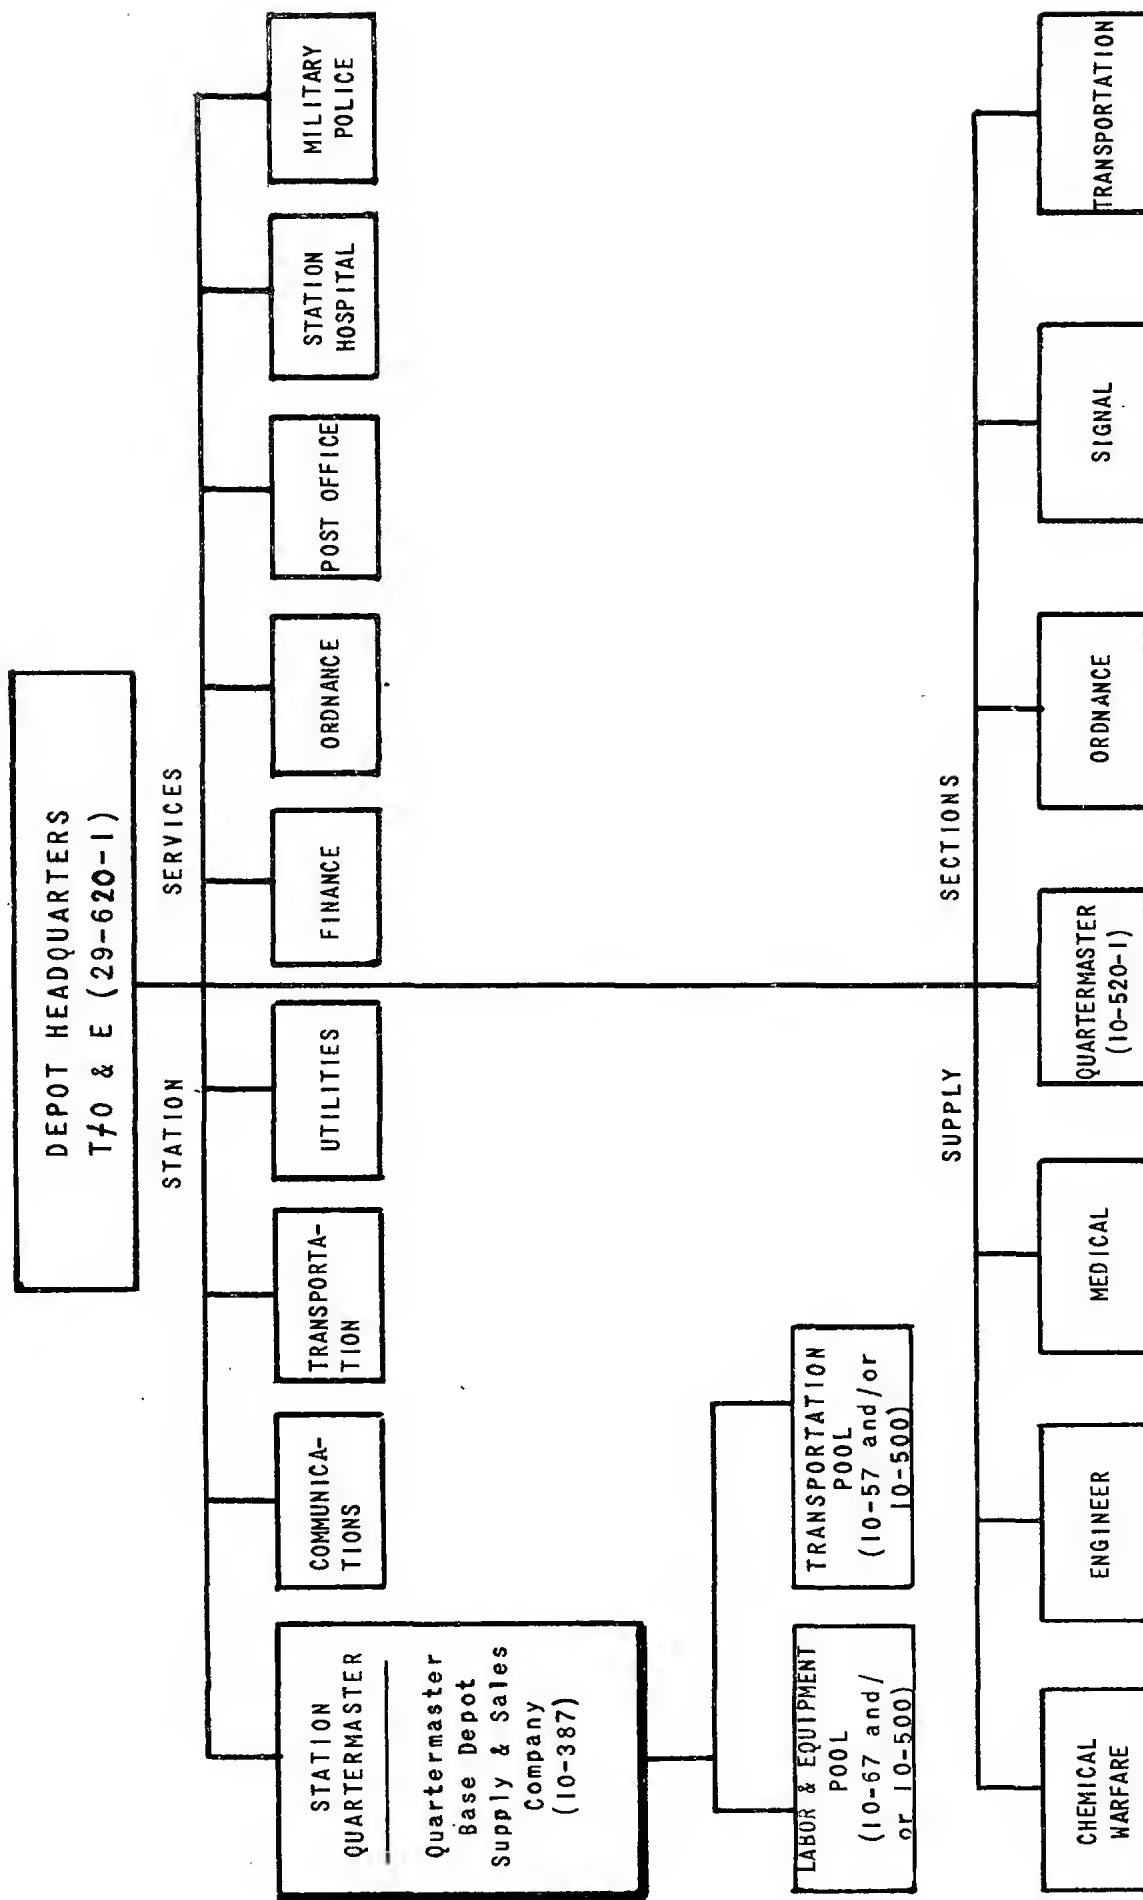 DEPOT HEADQUARTERS
T/O & E (29-620-1)
STATION SERVICES
STATION
QUARTERMASTER
Quartermaster
Base Depot
Supply & Sales
Company
(10-387)
COMMUNICA-
TIONS
TRANSPORTA-
TION
UTILITIES
FINANCE
ORDNANCE
POST OFFICE
STATION
HOSPITAL
MILITARY
POLICE
LABOR & EQUIPMENT
POOL
(10-67 and/
or 10-500)
TRANSPORTATION
POOL
(10-57 and/or
10-500)
SUPPLY SECTIONS
CHEMICAL
WARFARE
ENGINEER
MEDICAL
QUARTERMASTER
(10-520-1)
ORDNANCE
SIGNAL
TRANSPORTATION